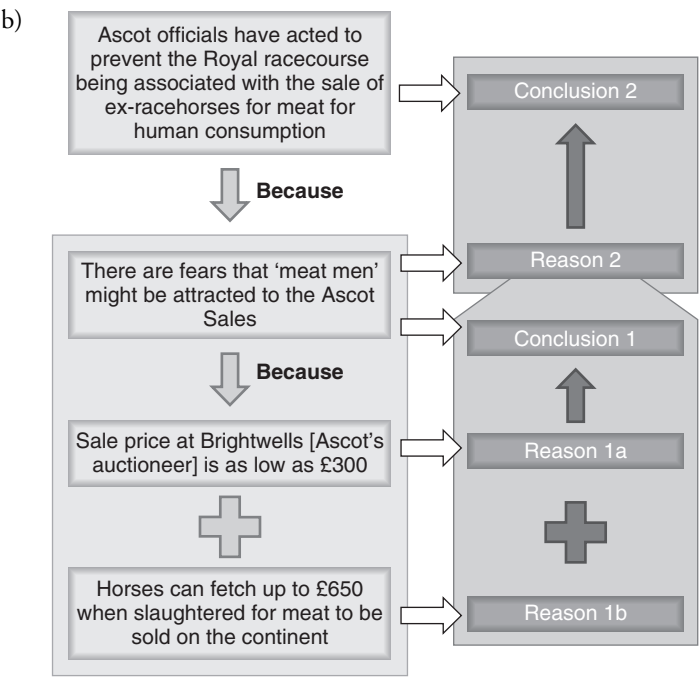 b)
Ascot officials have acted to
prevent the Royal racecourse
being associated with the sale of
ex-racehorses for meat for
human consumption
Conclusion 2
Because
Reason 2
There are fears that ‘meat men’
might be attracted to the Ascot
Sales
Conclusion 1
Because
Sale price at Brightwells [Ascot’s
auctioneer] is as low as £300
Reason 1a
Horses can fetch up to £650
when slaughtered for meat to be
sold on the continent
Reason 1b